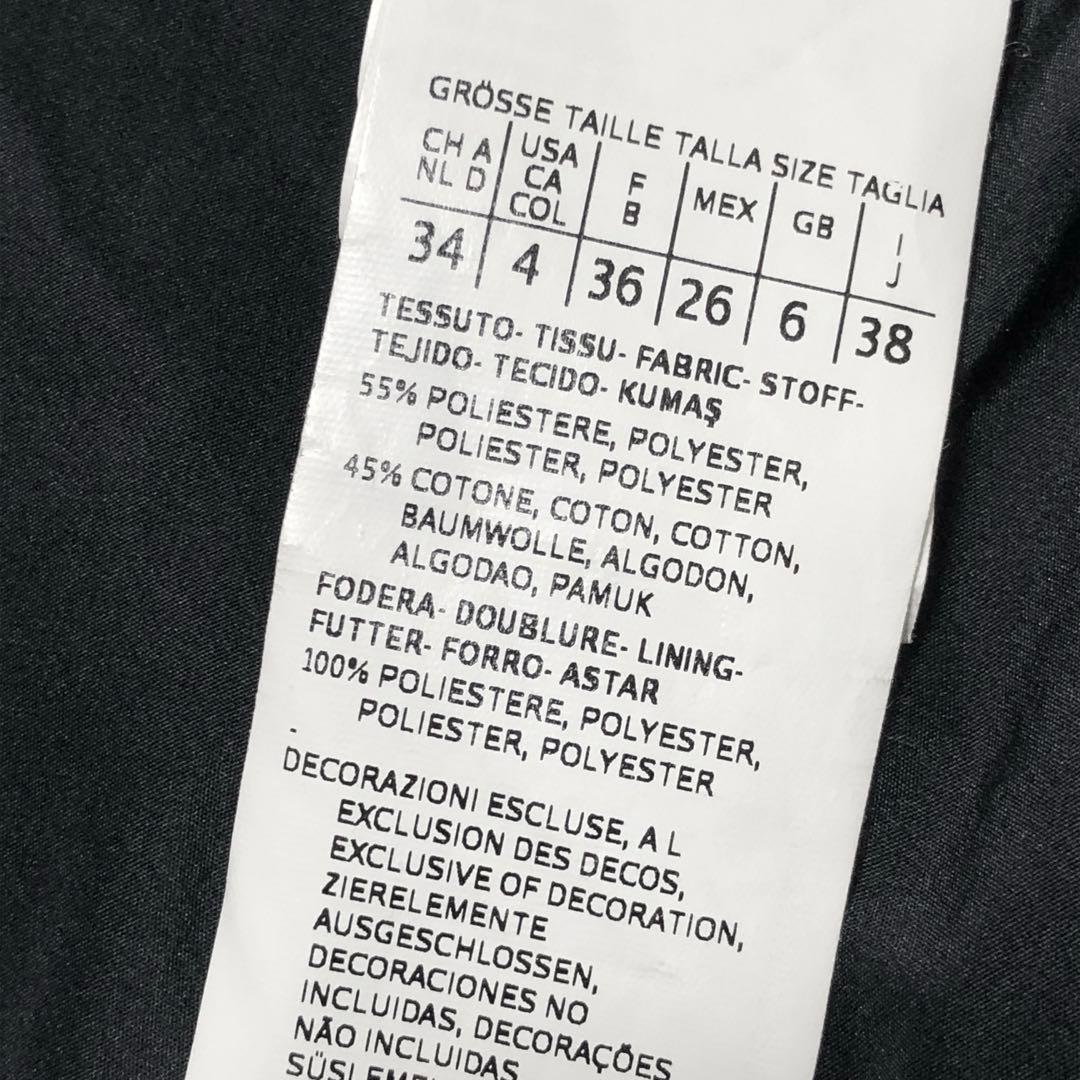 GRÖSSE TAILLE TALLA SIZE TAGLIA
CH A USA F MEX GB I
NL D CA B J
COL
34 4 36 26 6 38
TESSUTO- TISSU- FABRIC- STOFF-
TEJIDO- TECIDO- KUMAŞ
55% POLIESTERE, POLYESTER,
POLIESTER, POLYESTER
45% COTONE, COTON, COTTON,
BAUMWOLLE, ALGODON,
ALGODAO, PAMUK
FODERA- DOUBLURE- LINING-
FUTTER- FORRO- ASTAR
100% POLIESTERE, POLYESTER,
POLIESTER, POLYESTER
DECORAZIONI ESCLUSE, A L
EXCLUSION DES DECOS,
EXCLUSIVE OF DECORATION,
ZIERELEMENTE
AUSGESCHLOSSEN,
DECORACIONES NO
INCLUIDAS, DECORAÇÕES
NÃO INCLUIDAS